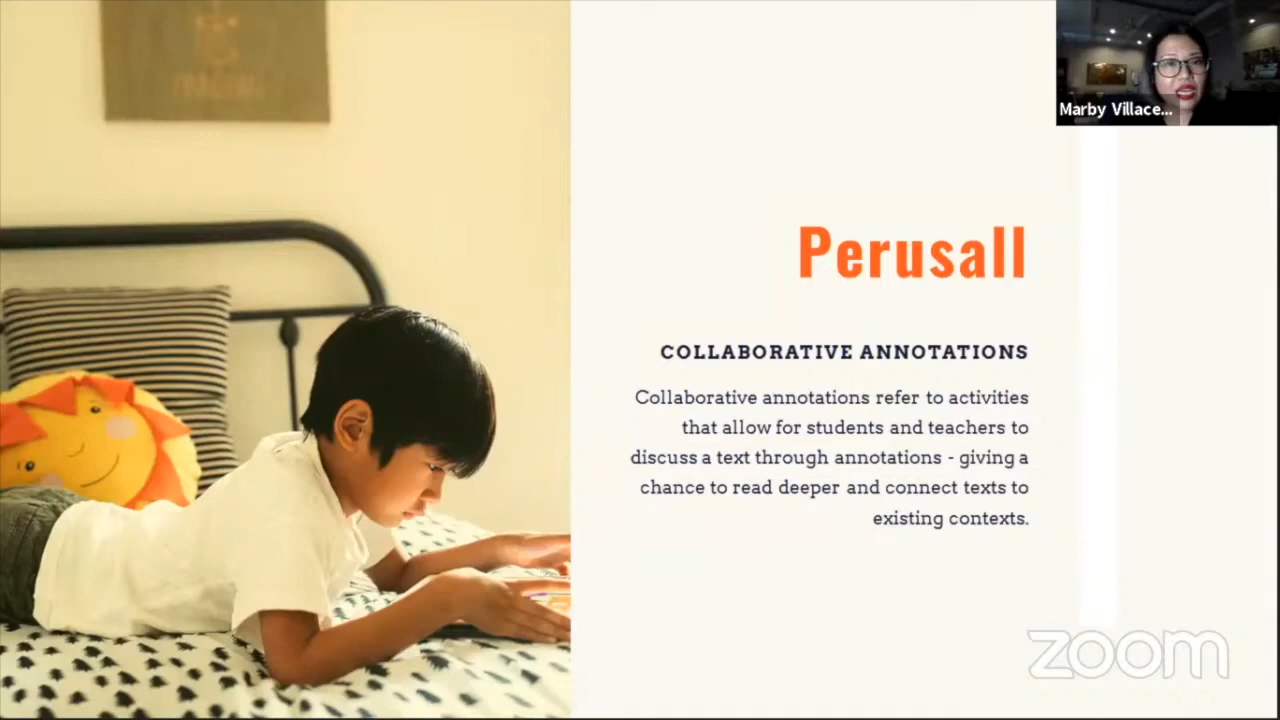 Marby Villace...
Perusall
COLLABORATIVE ANNOTATIONS
Collaborative annotations refer to activities
that allow for students and teachers to
discuss a text through annotations - giving a
chance to read deeper and connect texts to
existing contexts.
zoom